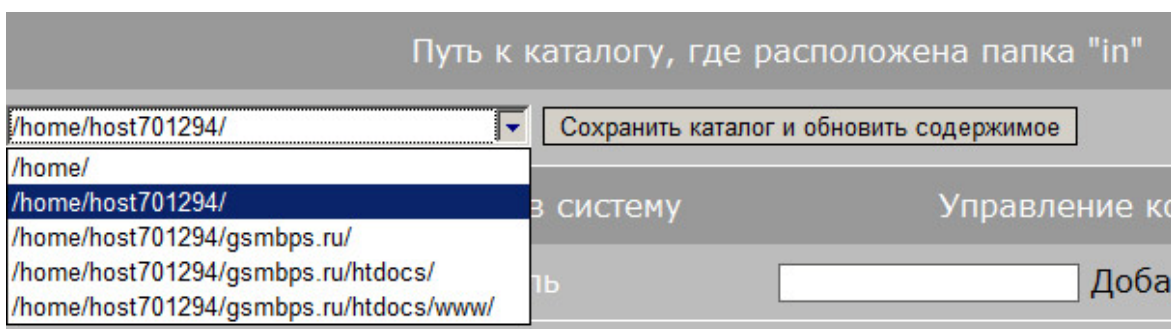 Путь к каталогу, где расположена папка "in"
/home/host701294/ Сохранить каталог и обновить содержимое
/home/
/home/host701294/
в систему Управление
/home/host701294/gsmbps.ru/
/home/host701294/gsmbps.ru/htdocs/
/home/host701294/gsmbps.ru/htdocs/www/